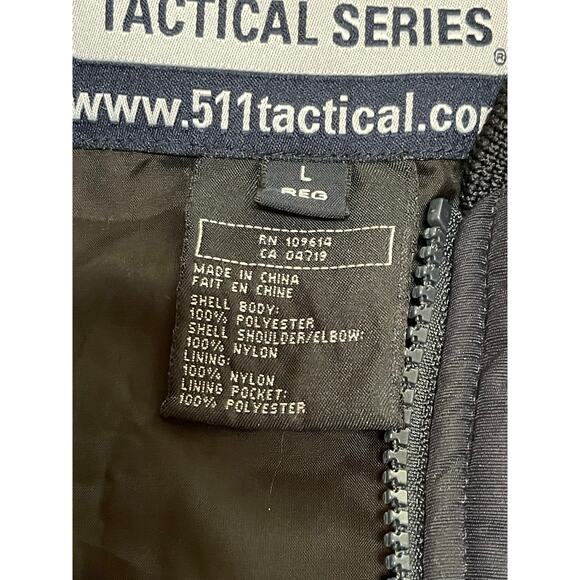 TACTICAL SERIES
®
www.511tactical.co
L
REG
RN 109614
CA 04719
MADE IN CHINA
FAIT EN CHINE
SHELL BODY:
100% POLYESTER
SHELL SHOULDER/ELBOW:
100% NYLON
LINING:
100% NYLON
LINING POCKET:
100% POLYESTER